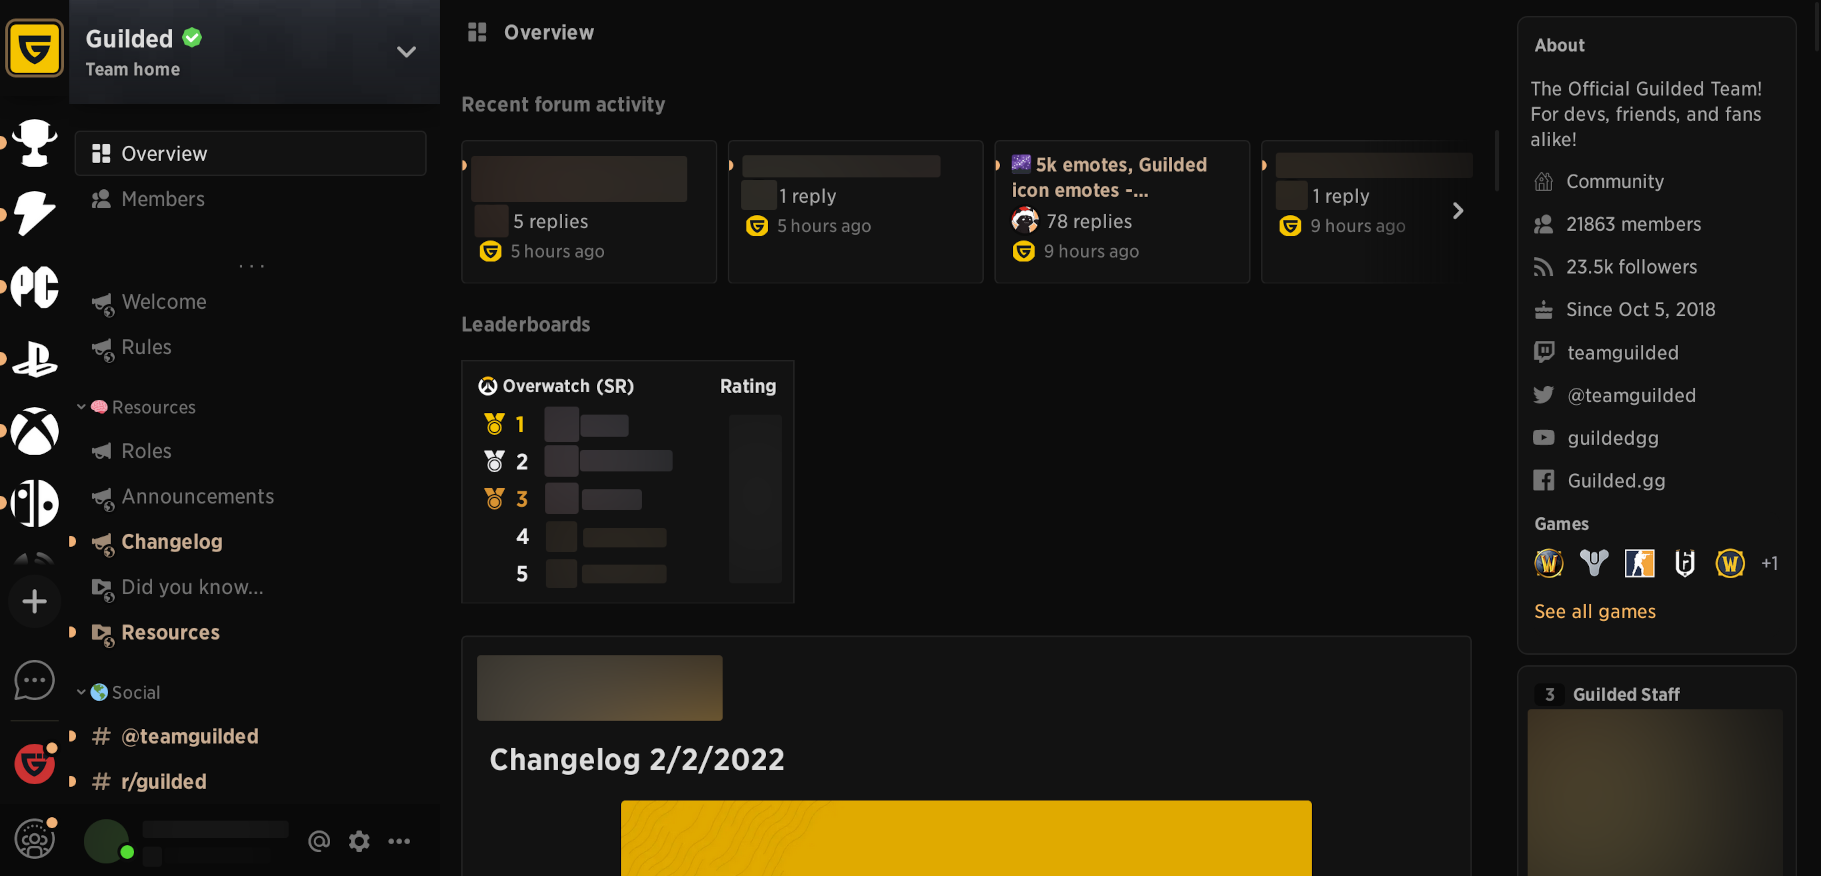 Guilded
Team home
Overview
Members
...
Welcome
Rules
Resources
Roles
Announcements
Changelog
Did you know...
Resources
Social
# @teamguilded
# r/guilded
Overview
Recent forum activity
5 replies
5 hours ago
1 reply
5 hours ago
5k emotes, Guilded
icon emotes -...
78 replies
9 hours ago
1 reply
9 hours ago
Leaderboards
Overwatch (SR) Rating
1
2
3
4
5
Changelog 2/2/2022
About
The Official Guilded Team!
For devs, friends, and fans
alike!
Community
21863 members
23.5k followers
Since Oct 5, 2018
teamguilded
@teamguilded
guildedgg
Guilded.gg
Games
+1
See all games
3 Guilded Staff